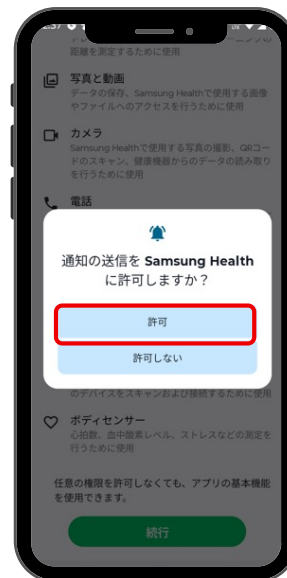 2:37
距離を測定するために使用
写真と動画
データの保存、Samsung Healthで使用する画像
やファイルへのアクセスを行うために使用
カメラ
Samsung Healthで使用する写真の撮影、QRコー
ドのスキャン、健康機器からのデータの読み取り
を行うために使用
電話
通知の送信を Samsung Health
に許可しますか？
許可
許可しない
のデバイスをスキャンおよび接続するために使用
ボディセンサー
心拍数、血中酸素レベル、ストレスなどの測定を
行うために使用
任意の権限を許可しなくても、アプリの基本機能
を使用できます。
続行